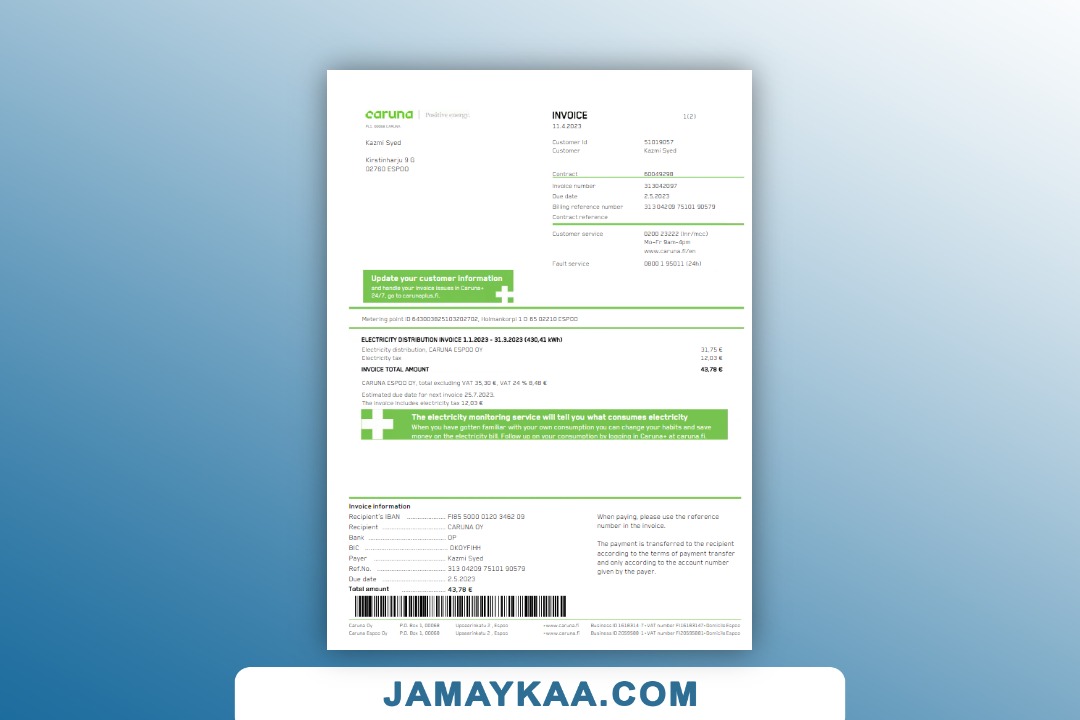 caruna | Positive energy.
Kazmi Syed
Kirstinharju 9 D
02760 ESPOO
INVOICE 1(2)
11.4.2023
Customer Id 51019057
Customer Kazmi Syed
Contract 60049298
Invoice number 313042097
Due date 2.5.2023
Billing reference number 313 04209 75101 90579
Contract reference
Customer service 0200 23222 (lnr/mcc)
Mo-Fr 9am-4pm
www.caruna.fi/en
Fault service 0800 1 95011 (24h)
Update your customer information
and handle your invoice issues in Caruna+
24/7, go to carunaplus.fi.
Metering point ID 643003825103202702, Holmankorpi 1 D 65 02210 ESPOO
ELECTRICITY DISTRIBUTION INVOICE 1.1.2023 - 31.3.2023 (430,41 kWh)
Electricity distribution, CARUNA ESPOO OY 31,75 €
Electricity tax 12,03 €
INVOICE TOTAL AMOUNT 43,78 €
CARUNA ESPOO OY, total excluding VAT 35,30 €, VAT 24 % 8,48 €
Estimated due date for next invoice 25.7.2023.
The invoice includes electricity tax 12,03 €
The electricity monitoring service will tell you what consumes electricity
When you have gotten familiar with your own consumption you can change your habits and save
money on the electricity bill. Follow up on your consumption by logging in Caruna+ at caruna.fi.
Invoice information
Recipient's IBAN .................. FI85 5000 0120 3462 09
Recipient .................. CARUNA OY
Bank .................. OP
BIC .................. OKOYFIHH
Payer .................. Kazmi Syed
Ref.No. .................. 313 04209 75101 90579
Due date .................. 2.5.2023
Total amount .................. 43,78 €
When paying, please use the reference
number in the invoice.
The payment is transferred to the recipient
according to the terms of payment transfer
and only according to the account number
given by the payer.
Caruna Oy P.O. Box 1, 00068 Upseerinkatu 2, Espoo •www.caruna.fi
Caruna Espoo Oy P.O. Box 1, 00068 Upseerinkatu 2, Espoo •www.caruna.fi
JAMAYKAA.COM